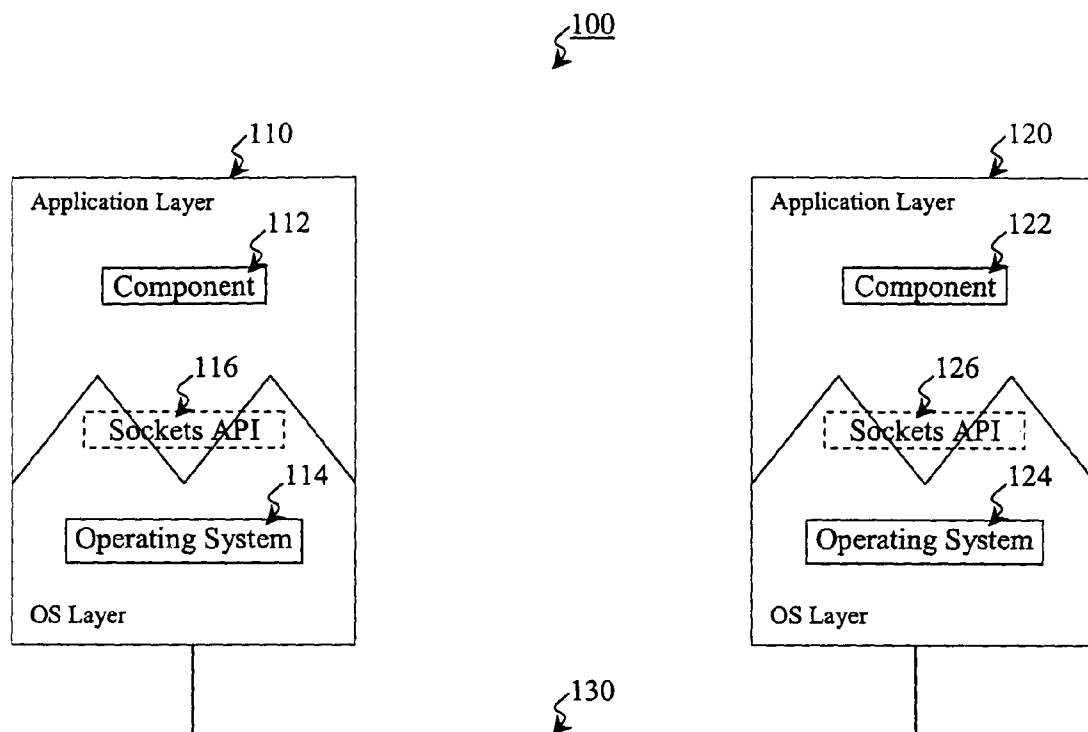 100
110
120
Application Layer
Application Layer
112
122
Component
Component
116
126
Sockets API
Sockets API
114
124
Operating System
Operating System
OS Layer
OS Layer
130